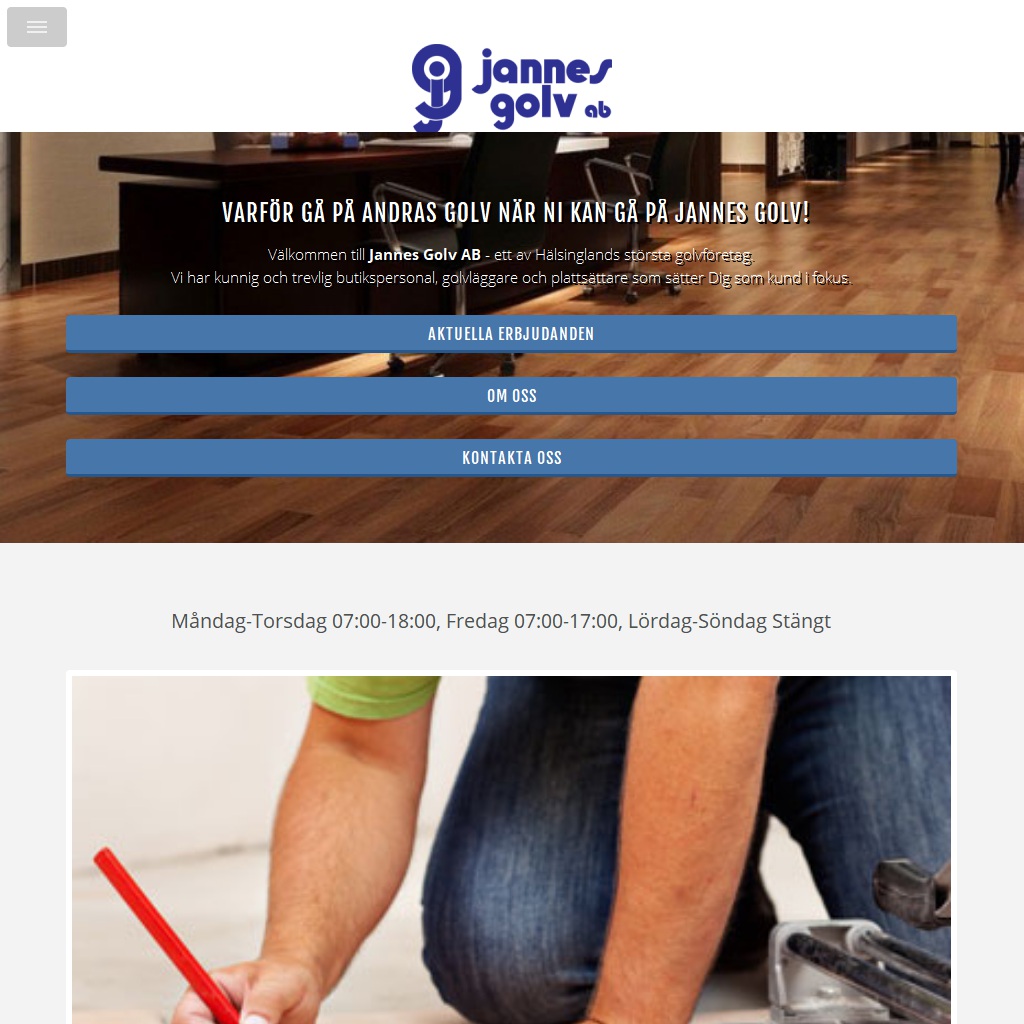 jannes
golv ab
VARFÖR GÅ PÅ ANDRAS GOLV NÄR NI KAN GÅ PÅ JANNES GOLV!
Välkommen till Jannes Golv AB - ett av Hälsinglands största golvföretag.
Vi har kunnig och trevlig butikspersonal, golvläggare och plattsättare som sätter Dig som kund i fokus.
AKTUELLA ERBJUDANDEN
OM OSS
KONTAKTA OSS
Måndag-Torsdag 07:00-18:00, Fredag 07:00-17:00, Lördag-Söndag Stängt